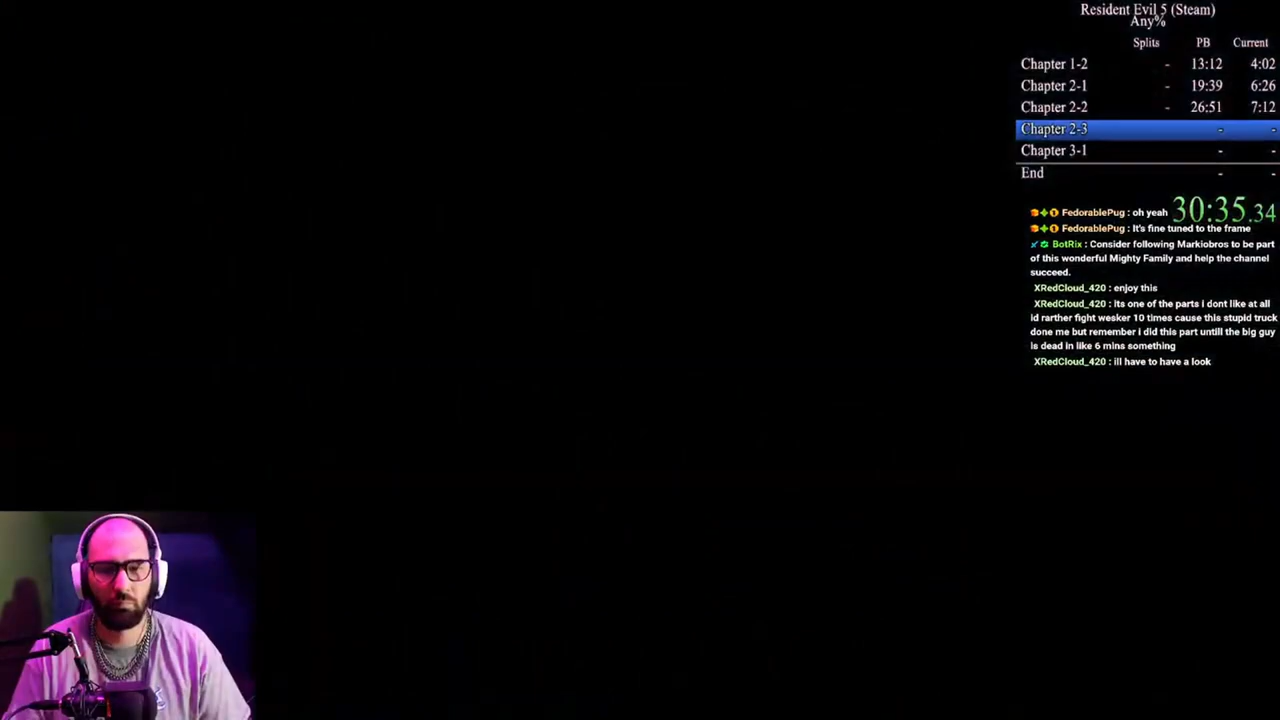 Resident Evil 5 (Steam)
Any%
Splits PB Current
Chapter 1-2 - 13:12 4:02
Chapter 2-1 - 19:39 6:26
Chapter 2-2 - 26:51 7:12
Chapter 2-3 - -
Chapter 3-1 - -
End - -
30:35.34
FedorablePug : oh yeah
FedorablePug : It's fine tuned to the frame
BotRix : Consider following Markiobros to be part
of this wonderful Mighty Family and help the channel
succeed.
XRedCloud_420 : enjoy this
XRedCloud_420 : its one of the parts i dont like at all
id rarther fight wesker 10 times cause this stupid truck
done me but remember i did this part untill the big guy
is dead in like 6 mins something
XRedCloud_420 : ill have to have a look